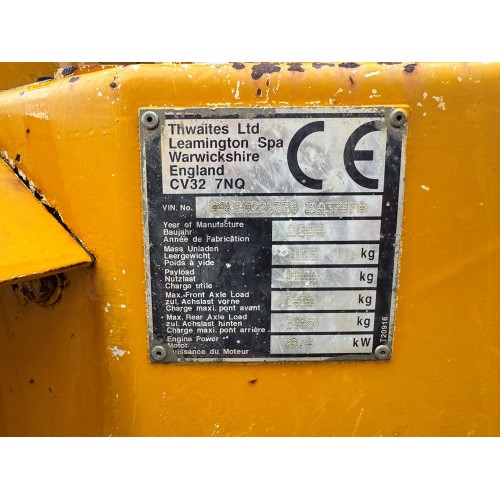 Thwaites Ltd
Leamington Spa
Warwickshire
England
CV32 7NQ
CE
VIN. No.
Year of Manufacture
Baujahr
Année de Fabrication
Mass Unladen
Leergewicht kg
Poids à vide
Payload
Nutzlast kg
Charge utile
Max. Front Axle Load
zul. Achslast vorne kg
Charge maxi. pont avant
Max. Rear Axle Load
zul. Achslast hinten kg
Charge maxi. pont arrière
Engine Power
Motor kW
Puissance du Moteur
T20916